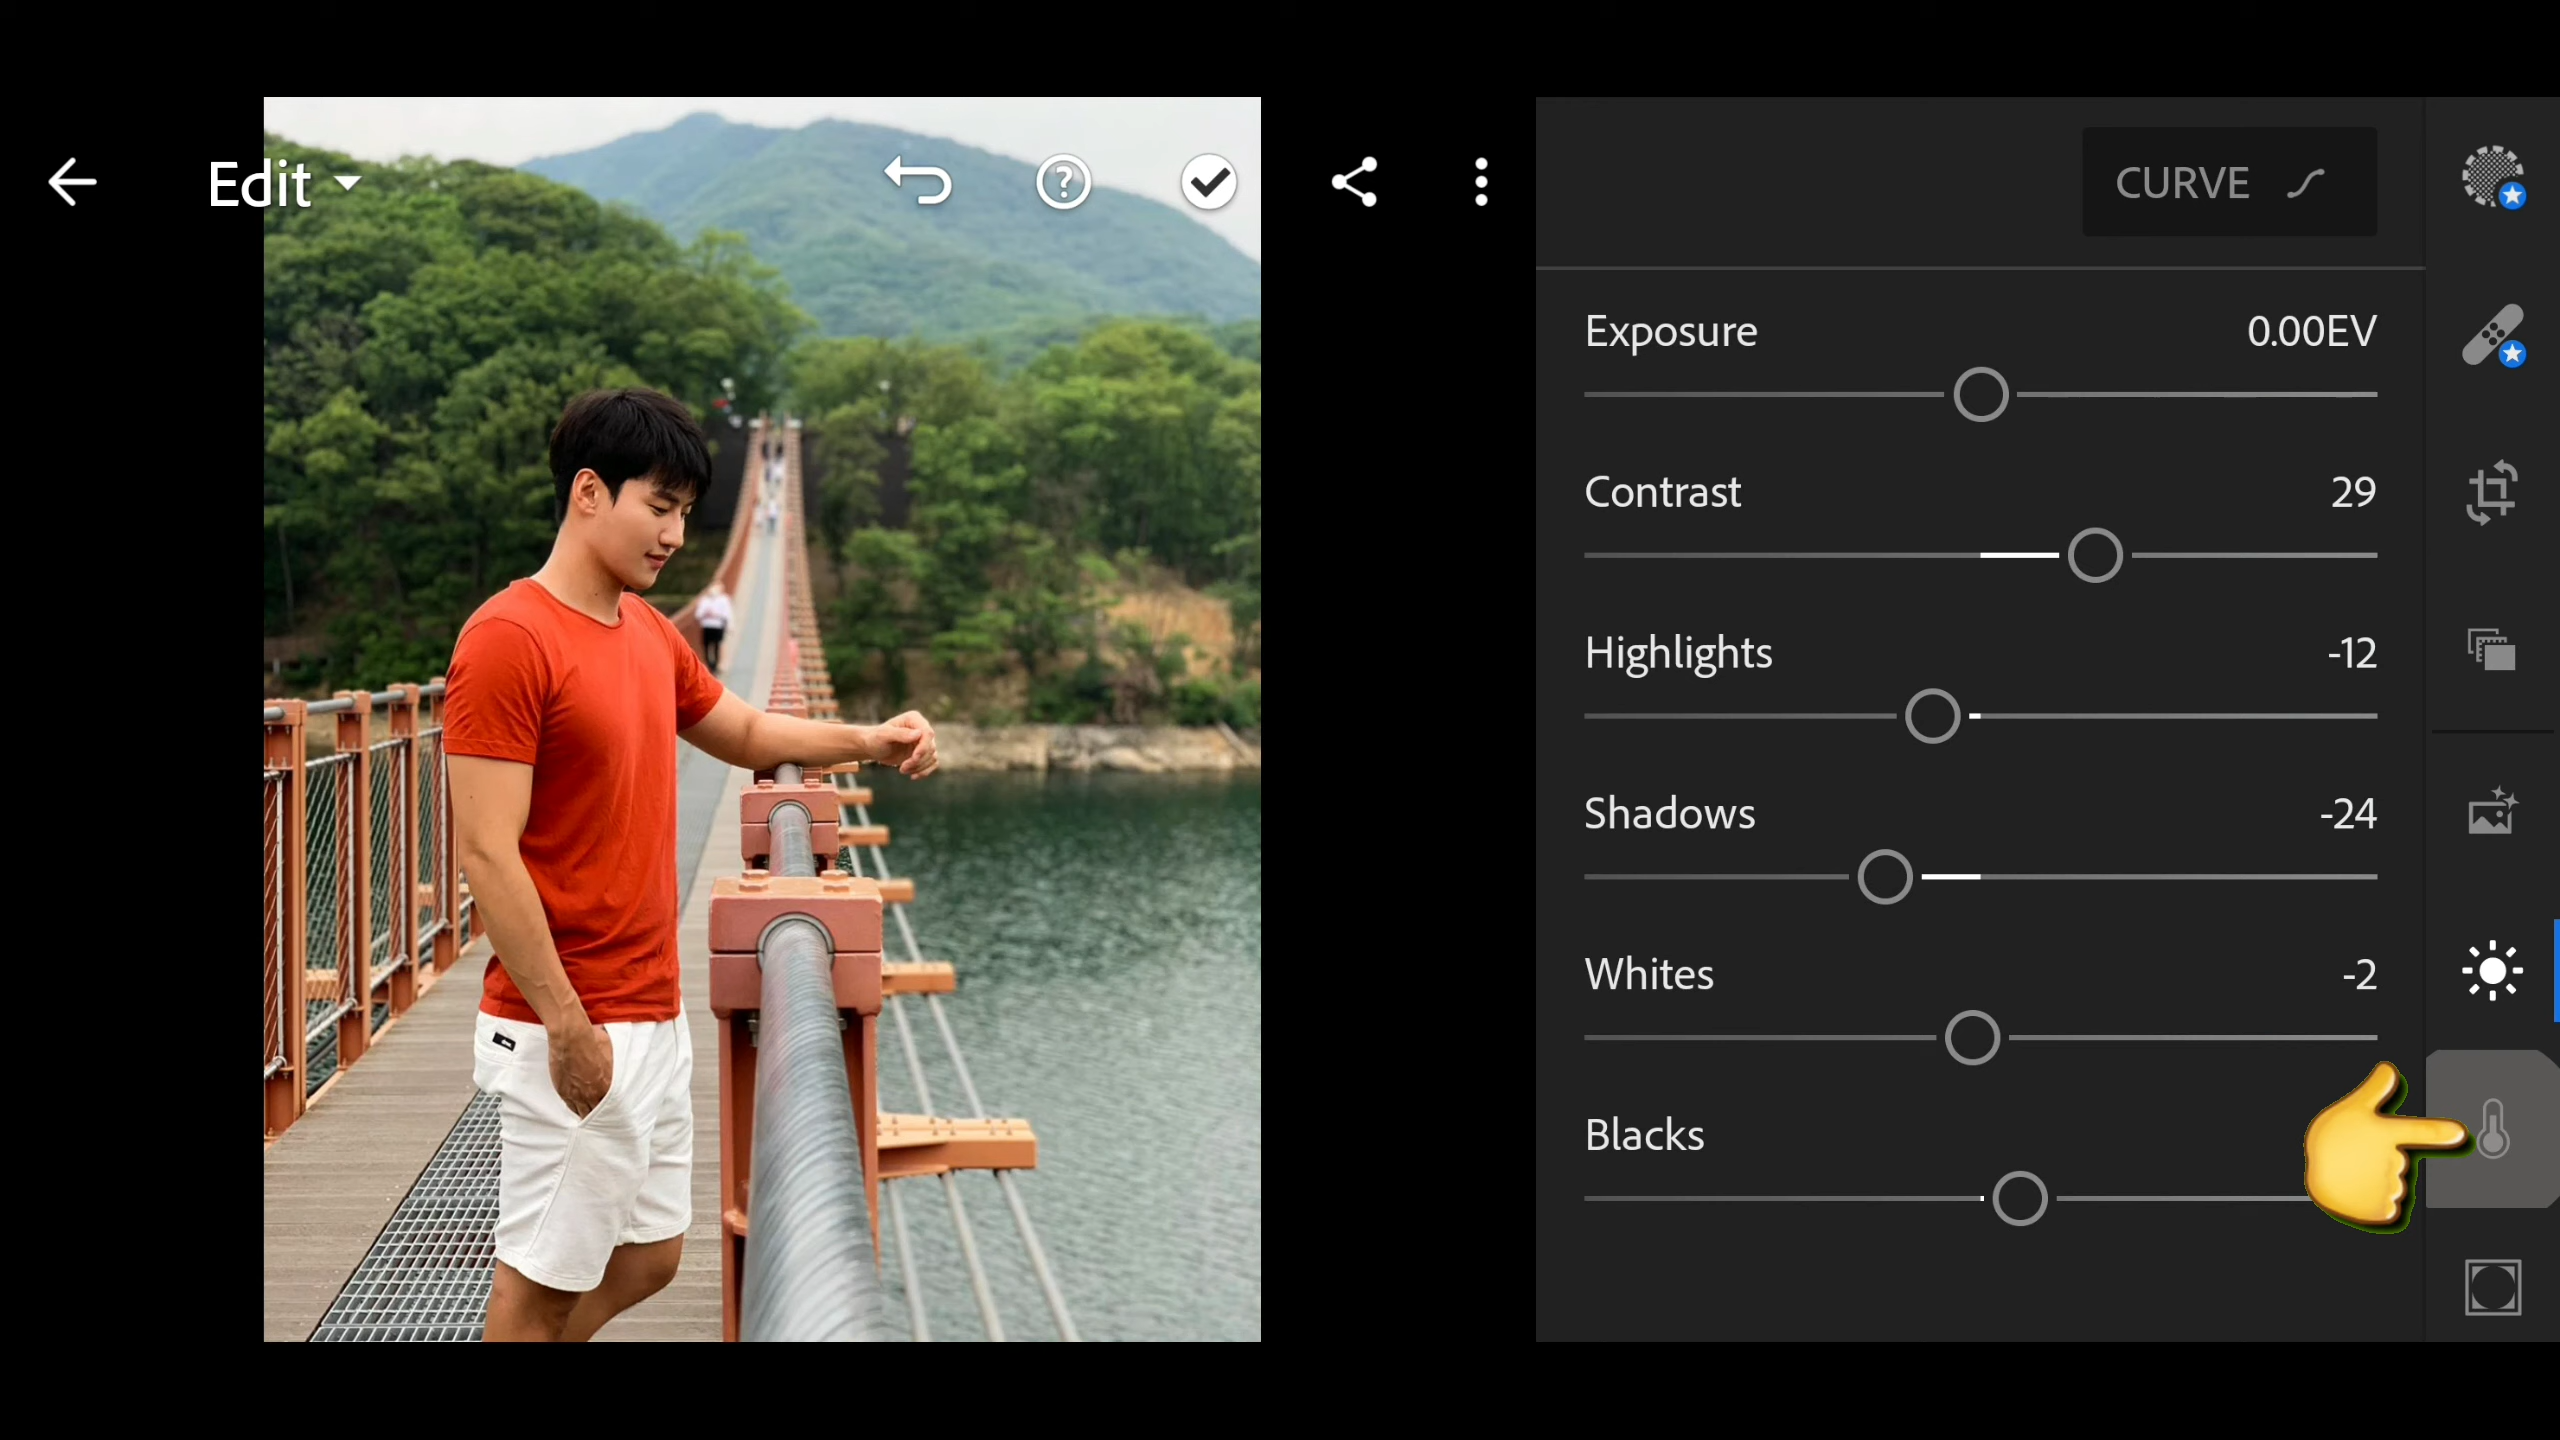 Edit
CURVE
Exposure 0.00EV
Contrast 29
Highlights -12
Shadows -24
Whites -2
Blacks